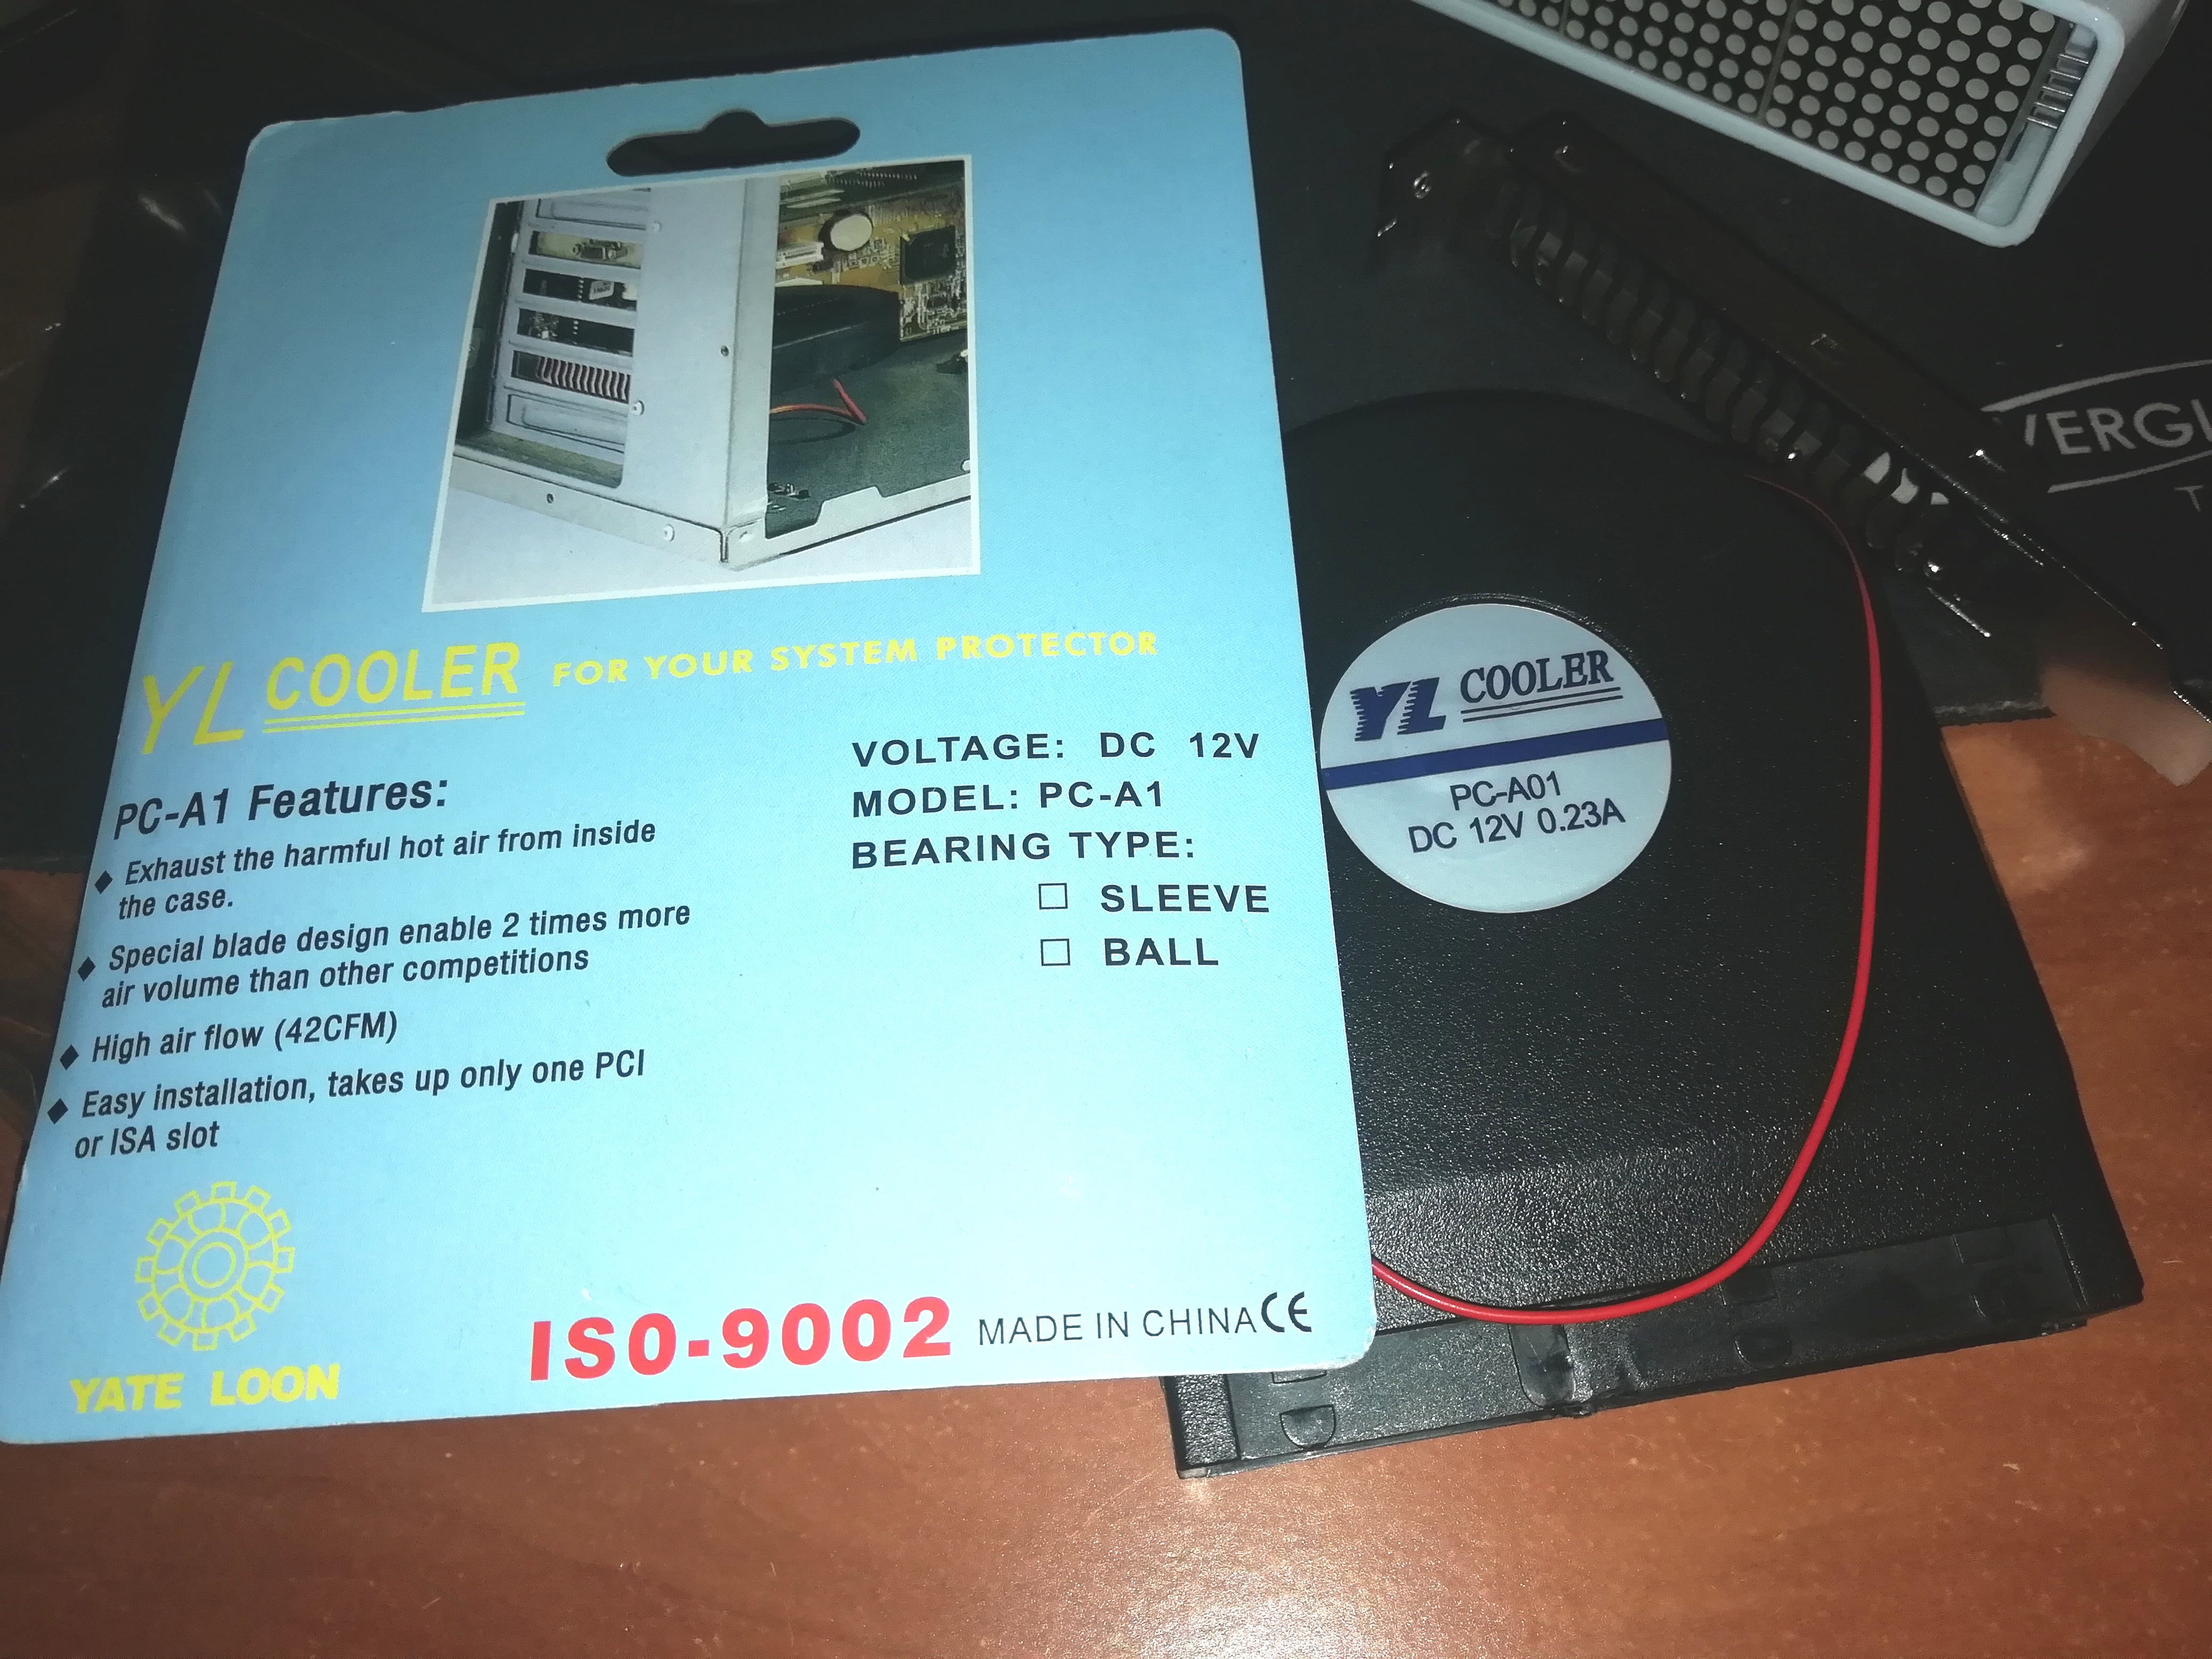 YL COOLER FOR YOUR SYSTEM PROTECTOR
PC-A1 Features:
◆ Exhaust the harmful hot air from inside
the case.
◆ Special blade design enable 2 times more
air volume than other competitions
◆ High air flow (42CFM)
◆ Easy installation, takes up only one PCI
or ISA slot
VOLTAGE: DC 12V
MODEL: PC-A1
BEARING TYPE:
☐ SLEEVE
☐ BALL
YATE LOON
ISO-9002 MADE IN CHINA CE
YL COOLER
PC-A01
DC 12V 0.23A